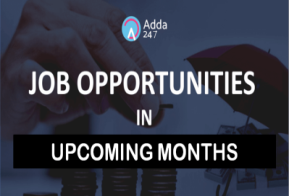 Adda
247
JOB OPPORTUNITIES
IN
UPCOMING MONTHS